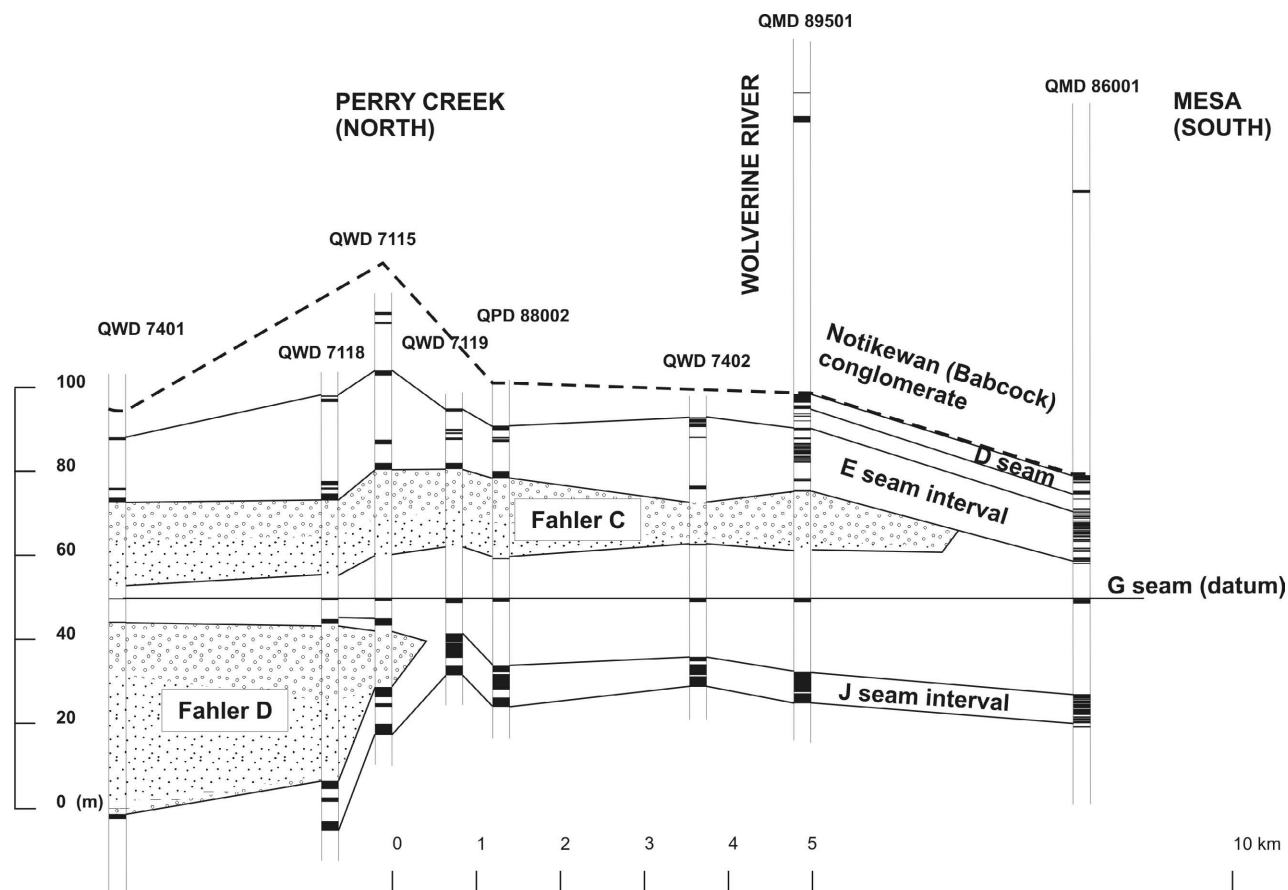 QMD 89501
WOLVERINE RIVER
QMD 86001
PERRY CREEK
(NORTH)
MESA
(SOUTH)
QWD 7115
QWD 7401
QPD 88002
QWD 7118
QWD 7119
QWD 7402
Notikewan (Babcock)
conglomerate
100
80
D seam
E seam interval
Fahler C
60
G seam (datum)
40
J seam interval
Fahler D
20
0 (m)
0 1 2 3 4 5 10 km